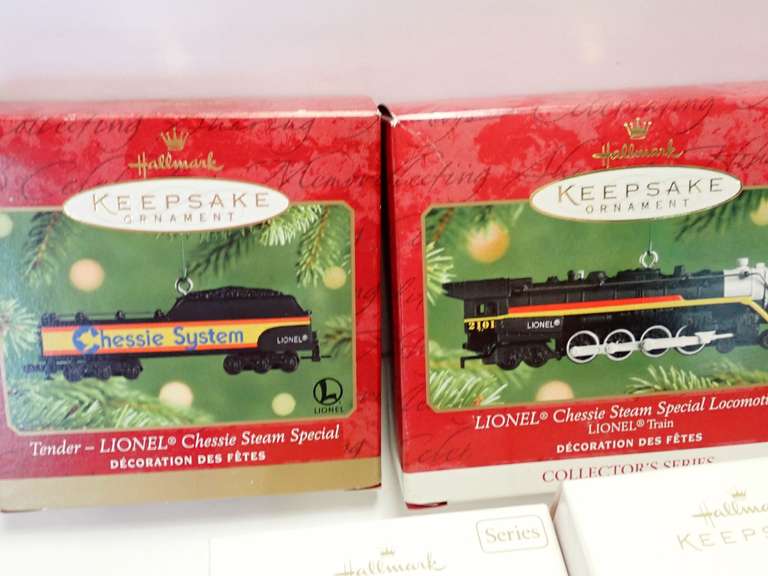 Hallmark
KEEPSAKE
ORNAMENT
Chessie System
LIONEL®
LIONEL
Tender – LIONEL® Chessie Steam Special
DÉCORATION DES FÊTES
Hallmark
KEEPSAKE
ORNAMENT
2101
LIONEL®
LIONEL® Chessie Steam Special Locomoti
LIONEL® Train
DÉCORATION DES FÊTES
COLLECTOR'S SERIES
Series
Hallmark
Hallmark
KEEPS